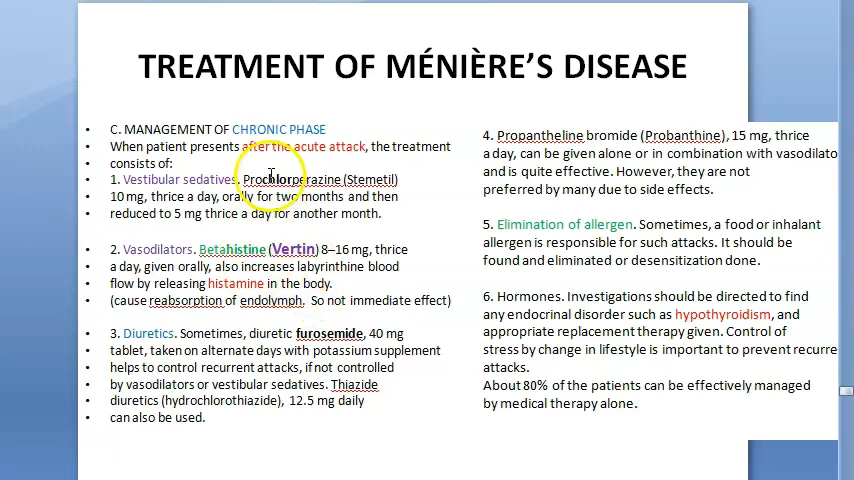 TREATMENT OF MÉNIÈRE'S DISEASE
• C. MANAGEMENT OF CHRONIC PHASE
• When patient presents after the acute attack, the treatment
• consists of:
• 1. Vestibular sedatives. Prochlorperazine (Stemetil)
• 10 mg, thrice a day, orally for two months and then
• reduced to 5 mg thrice a day for another month.
• 2. Vasodilators. Betahistine (Vertin) 8–16 mg, thrice
• a day, given orally, also increases labyrinthine blood
• flow by releasing histamine in the body.
• (cause reabsorption of endolymph. So not immediate effect)
• 3. Diuretics. Sometimes, diuretic furosemide, 40 mg
• tablet, taken on alternate days with potassium supplement
• helps to control recurrent attacks, if not controlled
• by vasodilators or vestibular sedatives. Thiazide
• diuretics (hydrochlorothiazide), 12.5 mg daily
• can also be used.
4. Propantheline bromide (Probanthine), 15 mg, thrice
a day, can be given alone or in combination with vasodilato
and is quite effective. However, they are not
preferred by many due to side effects.
5. Elimination of allergen. Sometimes, a food or inhalant
allergen is responsible for such attacks. It should be
found and eliminated or desensitization done.
6. Hormones. Investigations should be directed to find
any endocrinal disorder such as hypothyroidism, and
appropriate replacement therapy given. Control of
stress by change in lifestyle is important to prevent recurre
attacks.
About 80% of the patients can be effectively managed
by medical therapy alone.